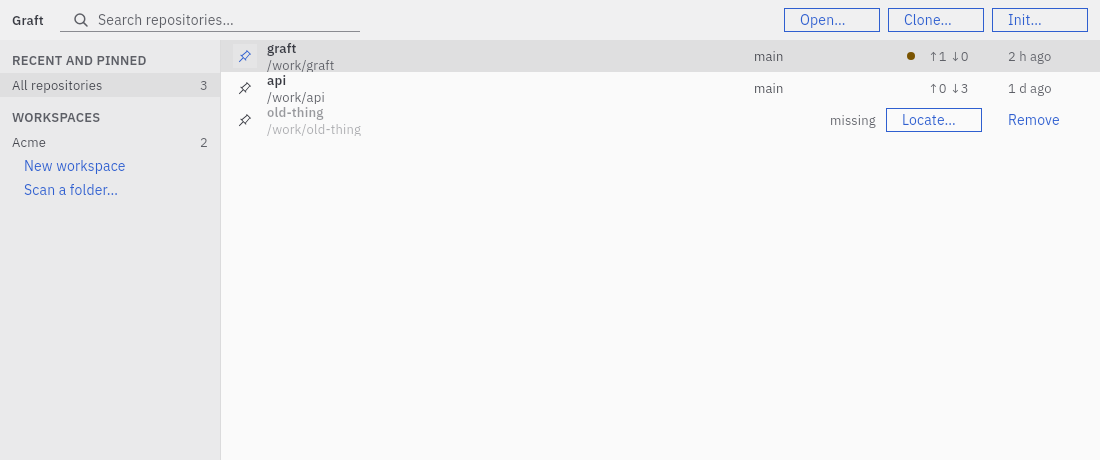 Graft
Search repositories...
Open...
Clone...
Init...
RECENT AND PINNED
All repositories 3
WORKSPACES
Acme 2
New workspace
Scan a folder...
graft
/work/graft
main
↑1 ↓0
2 h ago
api
/work/api
main
↑0 ↓3
1 d ago
old-thing
/work/old-thing
missing
Locate...
Remove